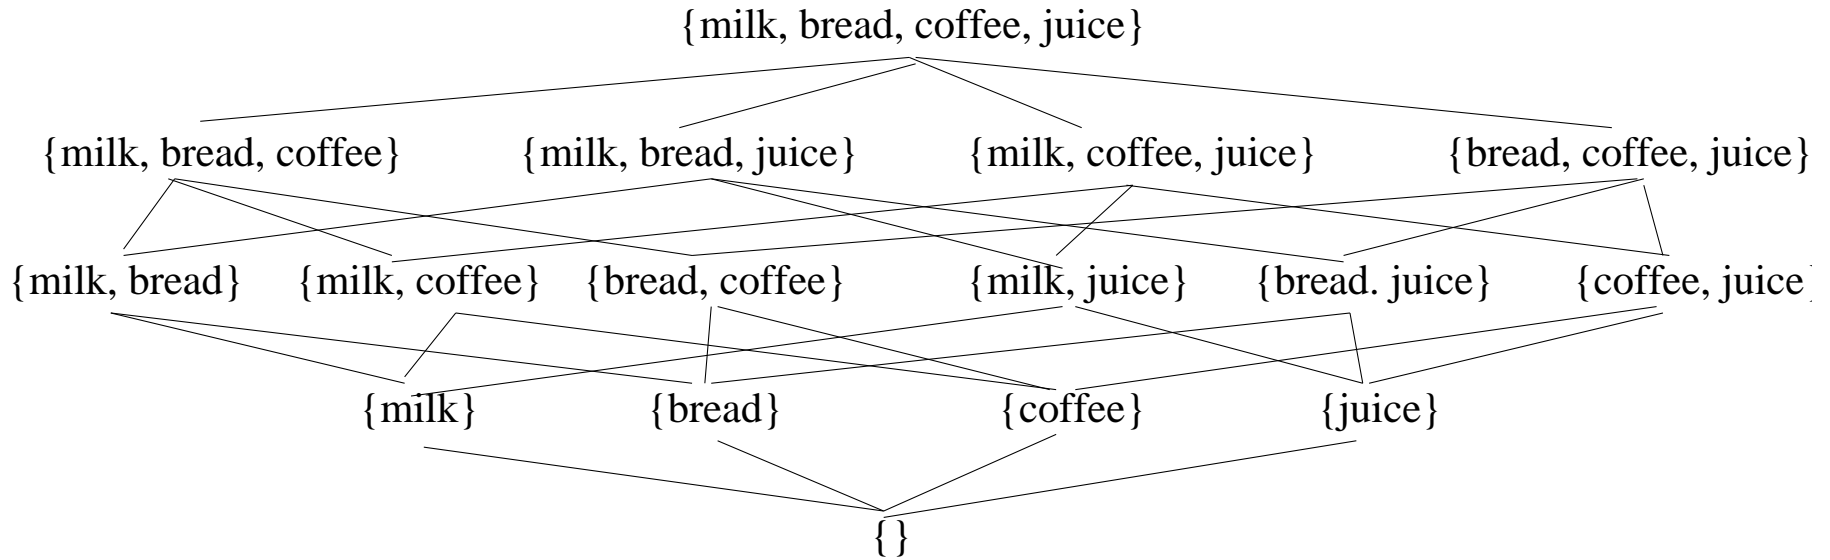 {milk, bread, coffee, juice}
{milk, bread, coffee} {milk, bread, juice} {milk, coffee, juice} {bread, coffee, juice}
{milk, bread} {milk, coffee} {bread, coffee} {milk, juice} {bread. juice} {coffee, juice}
{milk} {bread} {coffee} {juice}
{}